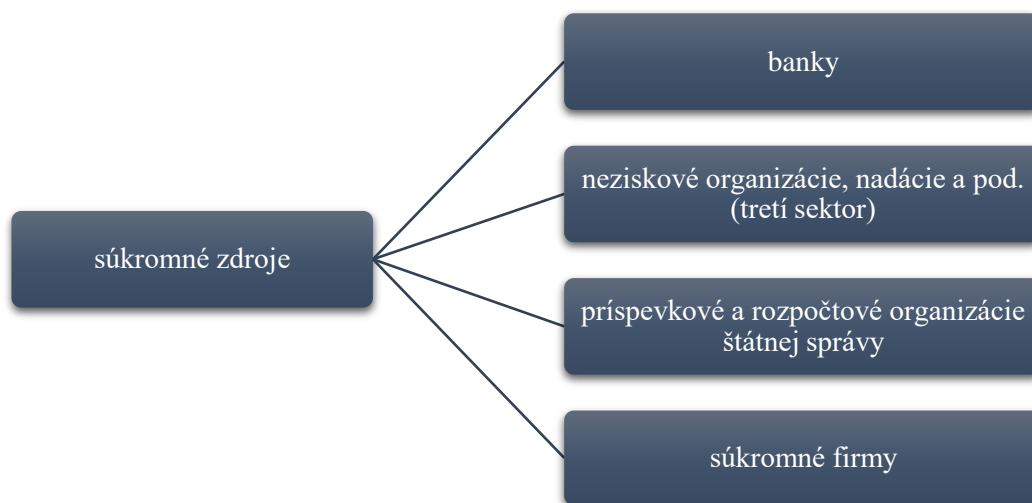 banky
neziskové organizácie, nadácie a pod.
(tretí sektor)
súkromné zdroje
príspevkové a rozpočtové organizácie
štátnej správy
súkromné firmy